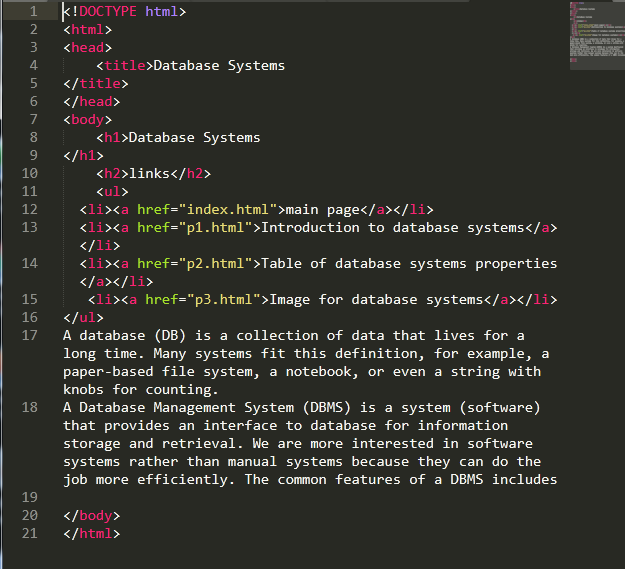 1 <!DOCTYPE html>
2 <html>
3 <head>
4 <title>Database Systems
5 </title>
6 </head>
7 <body>
8 <h1>Database Systems
9 </h1>
10 <h2>links</h2>
11 <ul>
12 <li><a href="index.html">main page</a></li>
13 <li><a href="p1.html">Introduction to database systems</a>
</li>
14 <li><a href="p2.html">Table of database systems properties
</a></li>
15 <li><a href="p3.html">Image for database systems</a></li>
16 </ul>
17 A database (DB) is a collection of data that lives for a
long time. Many systems fit this definition, for example, a
paper-based file system, a notebook, or even a string with
knobs for counting.
18 A Database Management System (DBMS) is a system (software)
that provides an interface to database for information
storage and retrieval. We are more interested in software
systems rather than manual systems because they can do the
job more efficiently. The common features of a DBMS includes
19
20 </body>
21 </html>